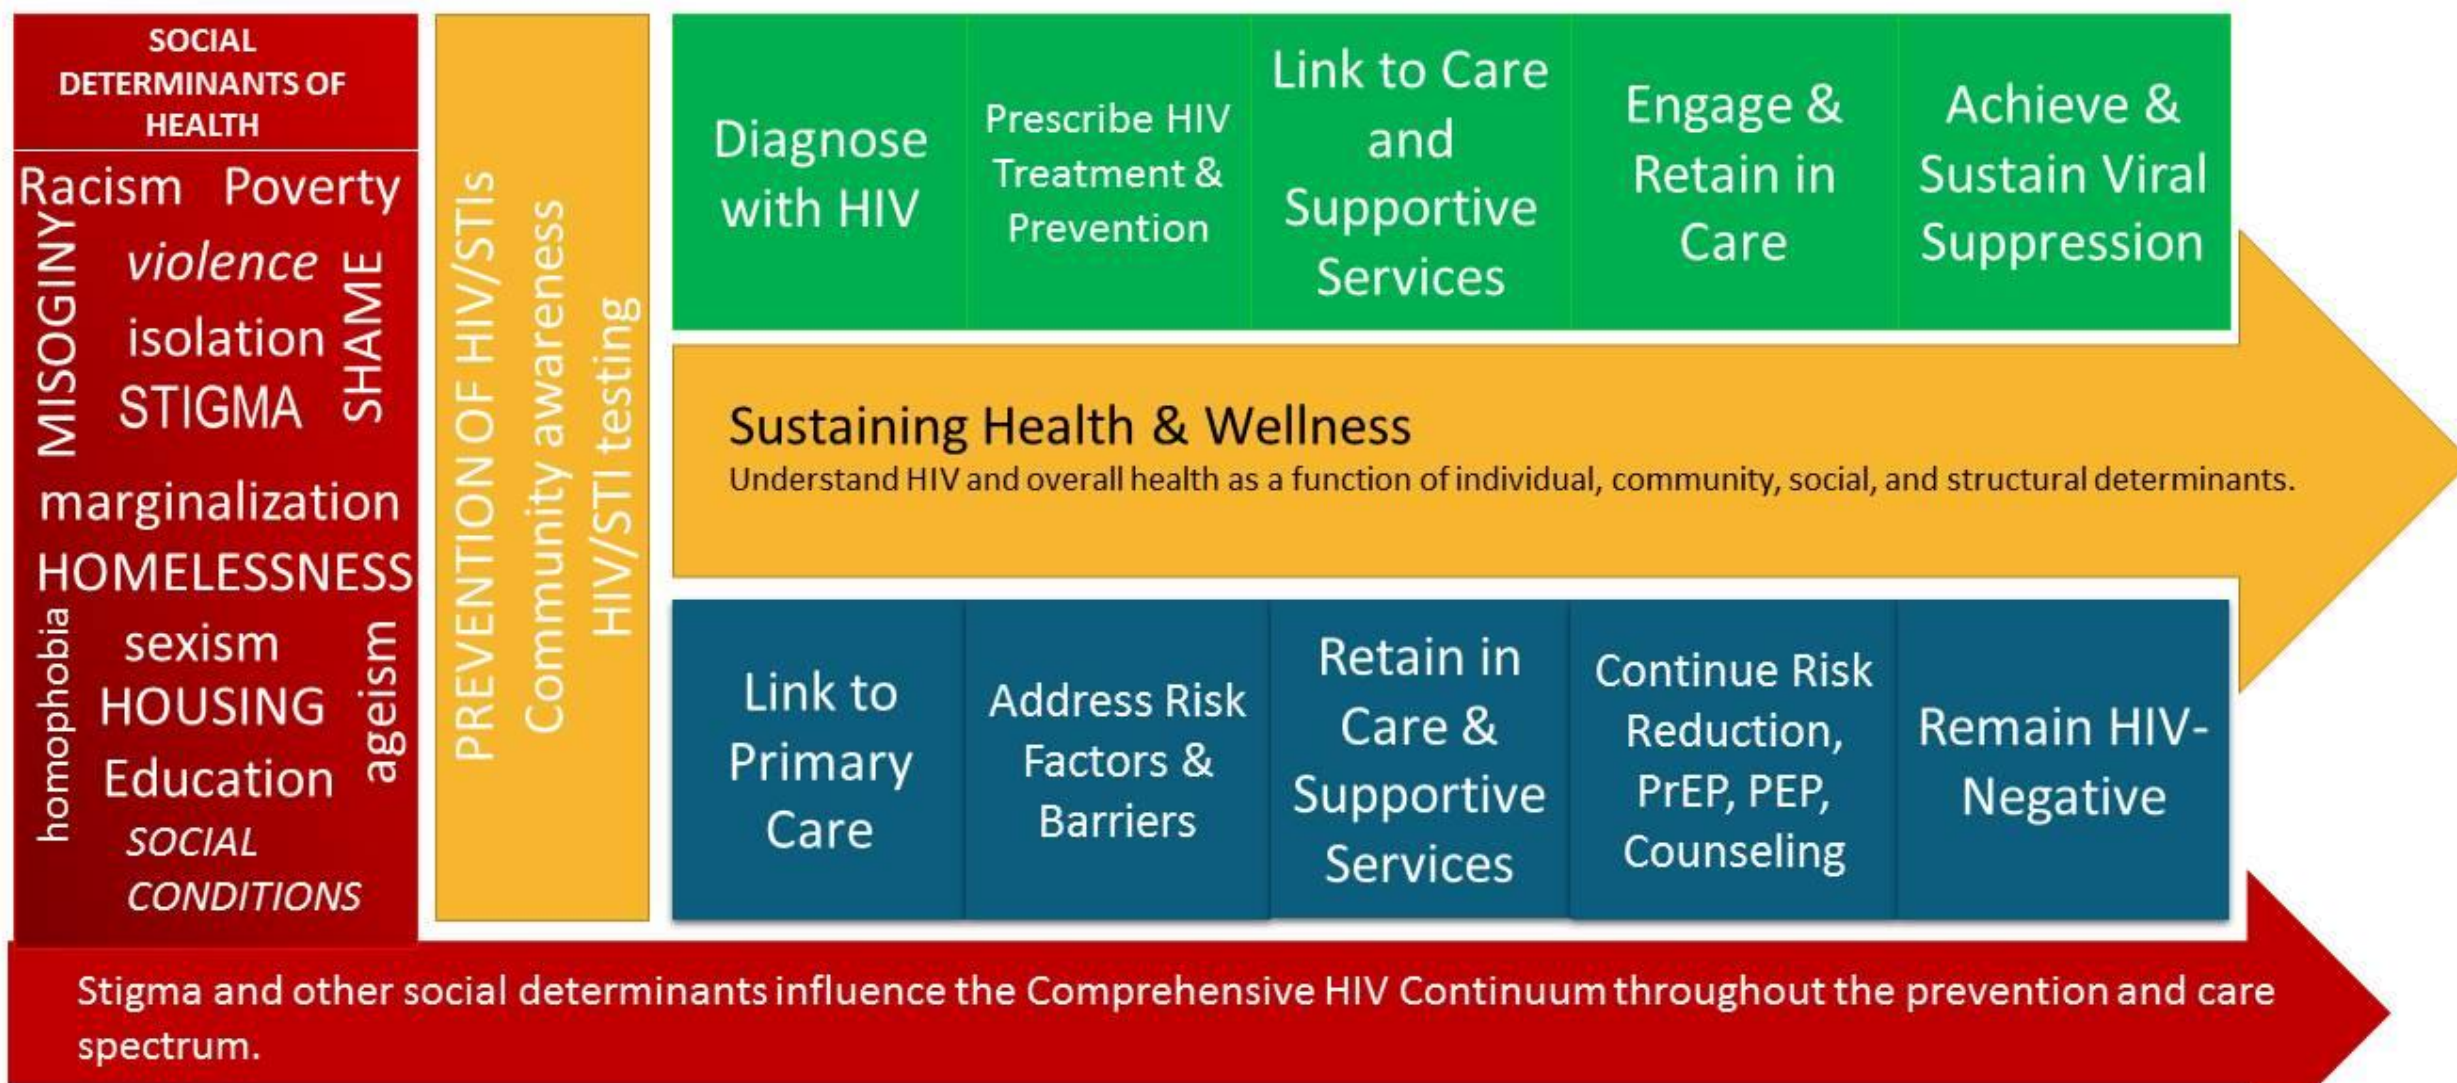 SOCIAL
DETERMINANTS OF
HEALTH
Racism Poverty
MISOGINY
violence
SHAME
isolation
STIGMA
marginalization
HOMELESSNESS
homophobia
sexism
ageism
HOUSING
Education
SOCIAL
CONDITIONS
PREVENTION OF HIV/STIs
Community awareness
HIV/STI testing
Diagnose
with HIV
Prescribe HIV
Treatment &
Prevention
Link to Care
and
Supportive
Services
Engage &
Retain in
Care
Achieve &
Sustain Viral
Suppression
Sustaining Health & Wellness
Understand HIV and overall health as a function of individual, community, social, and structural determinants.
Link to
Primary
Care
Address Risk
Factors &
Barriers
Retain in
Care &
Supportive
Services
Continue Risk
Reduction,
PrEP, PEP,
Counseling
Remain HIV-
Negative
Stigma and other social determinants influence the Comprehensive HIV Continuum throughout the prevention and care
spectrum.